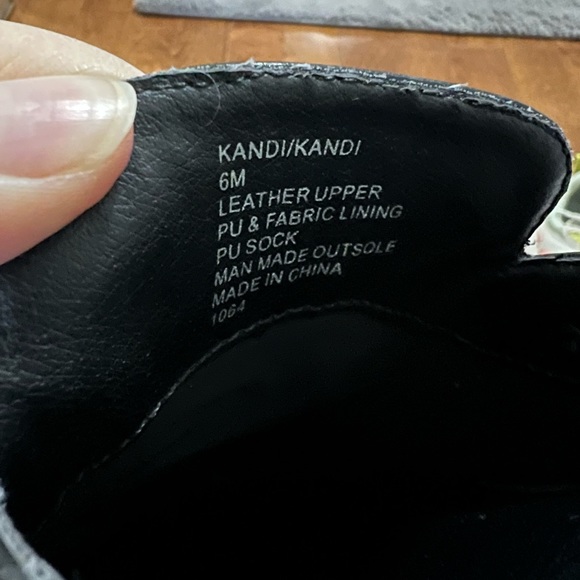 KANDI/KANDI
6M
LEATHER UPPER
PU & FABRIC LINING
PU SOCK
MAN MADE OUTSOLE
MADE IN CHINA
1064